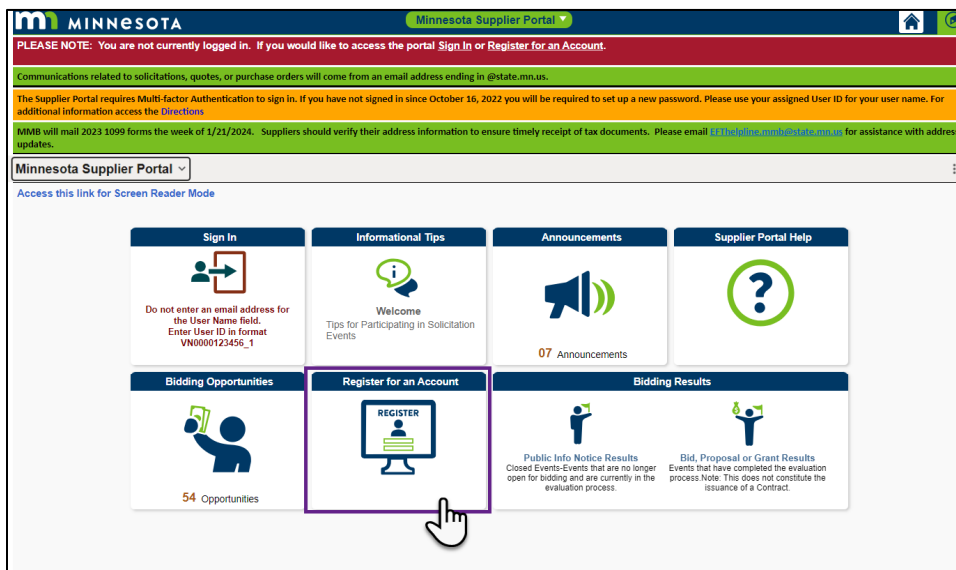 MINNESOTA
Minnesota Supplier Portal
PLEASE NOTE: You are not currently logged in. If you would like to access the portal Sign In or Register for an Account.
Communications related to solicitations, quotes, or purchase orders will come from an email address ending in @state.mn.us.
The Supplier Portal requires Multi-factor Authentication to sign in. If you have not signed in since October 16, 2022 you will be required to set up a new password. Please use your assigned User ID for your user name. For
additional information access the Directions
MMB will mail 2023 1099 forms the week of 1/21/2024. Suppliers should verify their address information to ensure timely receipt of tax documents. Please email EFThelpline.mmb@state.mn.us for assistance with address
updates.
Minnesota Supplier Portal
Access this link for Screen Reader Mode
Sign In
Do not enter an email address for
the User Name field.
Enter User ID in format
VN0000123456_1
Informational Tips
Welcome
Tips for Participating in Solicitation
Events
Announcements
07 Announcements
Supplier Portal Help
?
Bidding Opportunities
54 Opportunities
Register for an Account
REGISTER
Bidding Results
Public Info Notice Results
Closed Events-Events that are no longer
open for bidding and are currently in the
evaluation process.
Bid, Proposal or Grant Results
Events that have completed the evaluation
process.Note: This does not constitute the
issuance of a Contract.